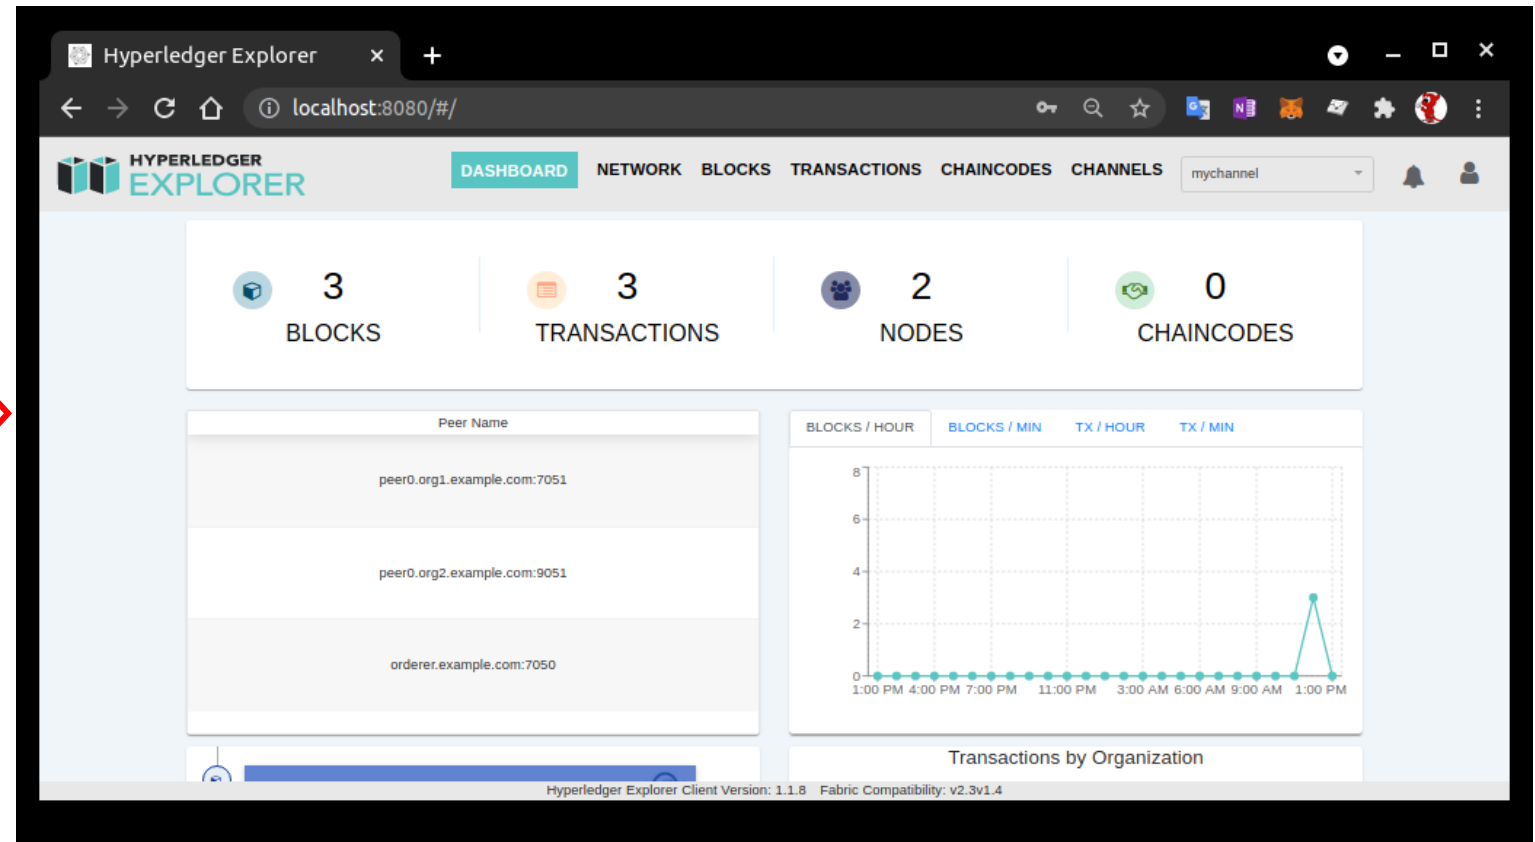 Hyperledger Explorer
localhost:8080/#/
HYPERLEDGER
EXPLORER
DASHBOARD NETWORK BLOCKS TRANSACTIONS CHAINCODES CHANNELS mychannel
3 3 2 0
BLOCKS TRANSACTIONS NODES CHAINCODES
Peer Name
peer0.org1.example.com:7051
peer0.org2.example.com:9051
orderer.example.com:7050
BLOCKS / HOUR BLOCKS / MIN TX / HOUR TX / MIN
8
6
4
2
0
1:00 PM 4:00 PM 7:00 PM 11:00 PM 3:00 AM 6:00 AM 9:00 AM 1:00 PM
Transactions by Organization
Hyperledger Explorer Client Version: 1.1.8 Fabric Compatibility: v2.3v1.4